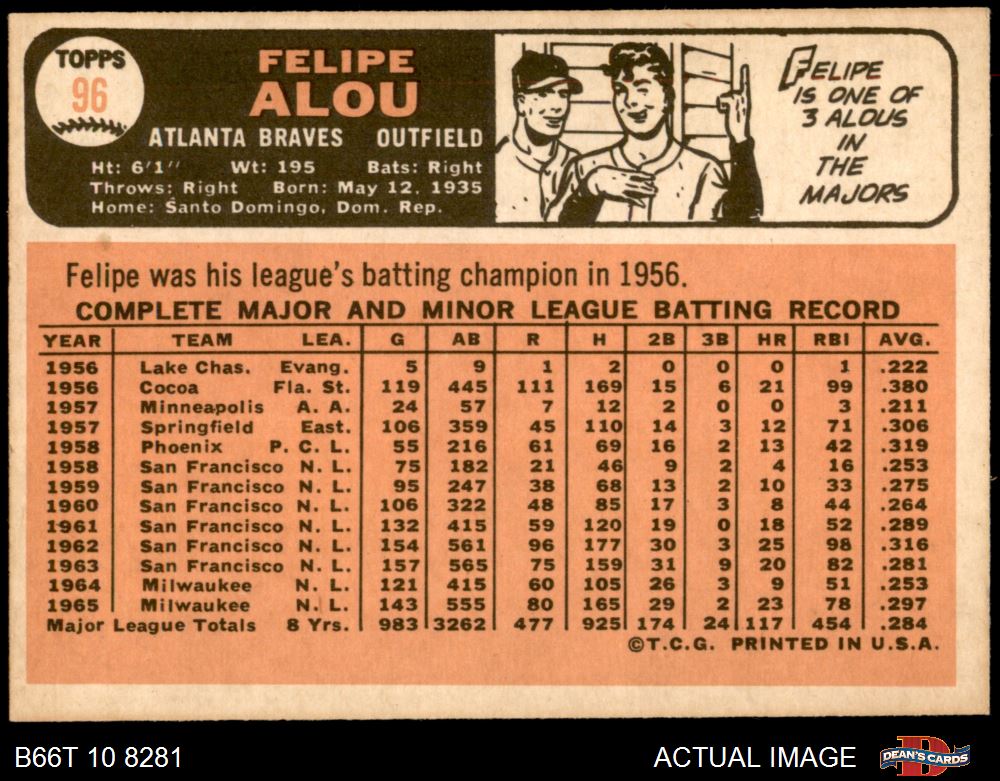 TOPPS
96
FELIPE
ALOU
ATLANTA BRAVES OUTFIELD
Ht: 6'1" Wt: 195 Bats: Right
Throws: Right Born: May 12, 1935
Home: Santo Domingo, Dom. Rep.
FELIPE
IS ONE OF
3 ALOUS
IN
THE
MAJORS
Felipe was his league's batting champion in 1956.
COMPLETE MAJOR AND MINOR LEAGUE BATTING RECORD
YEAR TEAM LEA. G AB R H 2B 3B HR RBI AVG.
1956 Lake Chas. Evang. 5 9 1 2 0 0 0 1 .222
1956 Cocoa Fla. St. 119 445 111 169 15 6 21 99 .380
1957 Minneapolis A. A. 24 57 7 12 2 0 0 3 .211
1957 Springfield East. 106 359 45 110 14 3 12 71 .306
1958 Phoenix P. C. L. 55 216 61 69 16 2 13 42 .319
1958 San Francisco N. L. 75 182 21 46 9 2 4 16 .253
1959 San Francisco N. L. 95 247 38 68 13 2 10 33 .275
1960 San Francisco N. L. 106 322 48 85 17 3 8 44 .264
1961 San Francisco N. L. 132 415 59 120 19 0 18 52 .289
1962 San Francisco N. L. 154 561 96 177 30 3 25 98 .316
1963 San Francisco N. L. 157 565 75 159 31 9 20 82 .281
1964 Milwaukee N. L. 121 415 60 105 26 3 9 51 .253
1965 Milwaukee N. L. 143 555 80 165 29 2 23 78 .297
Major League Totals 8 Yrs. 983 3262 477 925 174 24 117 454 .284
©T.C.G. PRINTED IN U.S.A.
B66T 10 8281 ACTUAL IMAGE DEAN'S CARDS